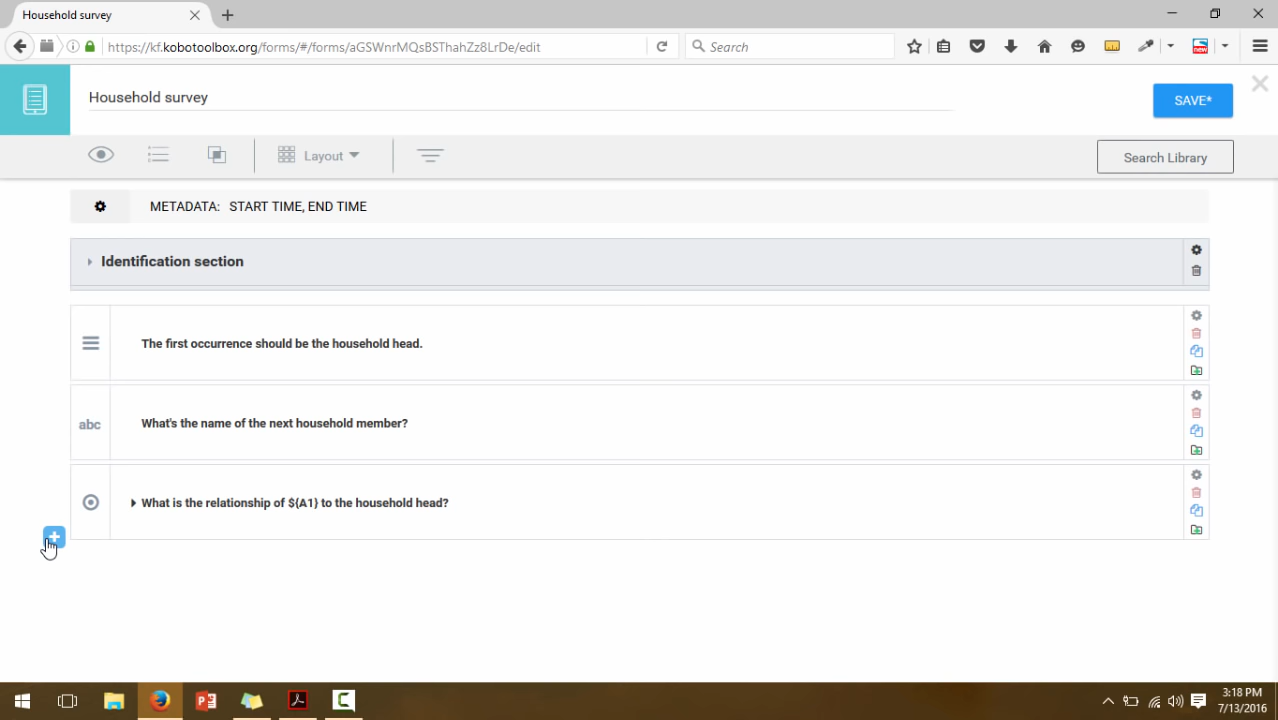 Household survey
https://kf.kobotoolbox.org/forms/#/forms/aGSWnrMQsBSThahZz8LrDe/edit
Search
new
Household survey
SAVE*
Layout
Search Library
METADATA: START TIME, END TIME
Identification section
The first occurrence should be the household head.
abc
What's the name of the next household member?
What is the relationship of ${A1} to the household head?
3:18 PM
7/13/2016